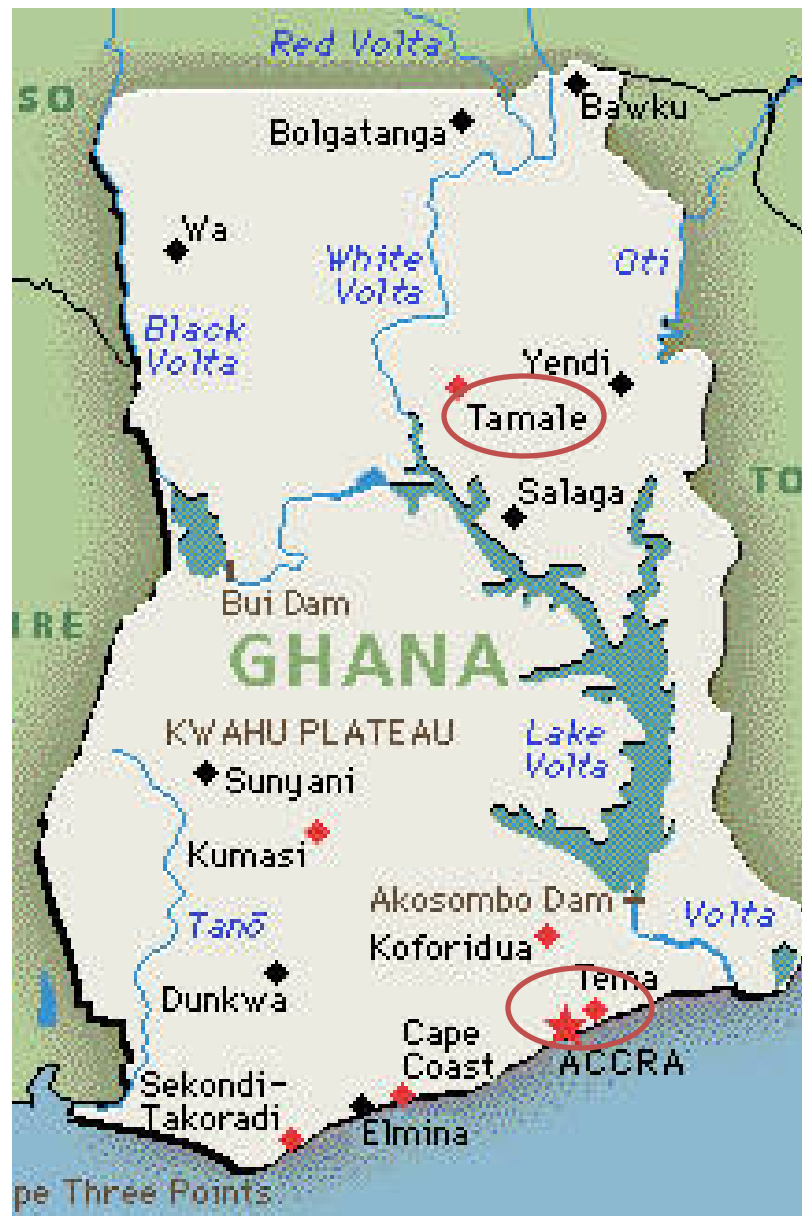 Red Volta
SO
Bawku
Bolgatanga
Wa
White
Volta
Oti
Black
Volta
Yendi
Tamale
TO
Salaga
Bui Dam
IRE
GHANA
KWAHU PLATEAU
Lake
Volta
Sunyani
Kumasi
Akosombo Dam
Volta
Tanō
Koforidua
Tema
Dunkwa
Cape
Coast
ACCRA
Sekondi-
Takoradi
Elmina
pe Three Points